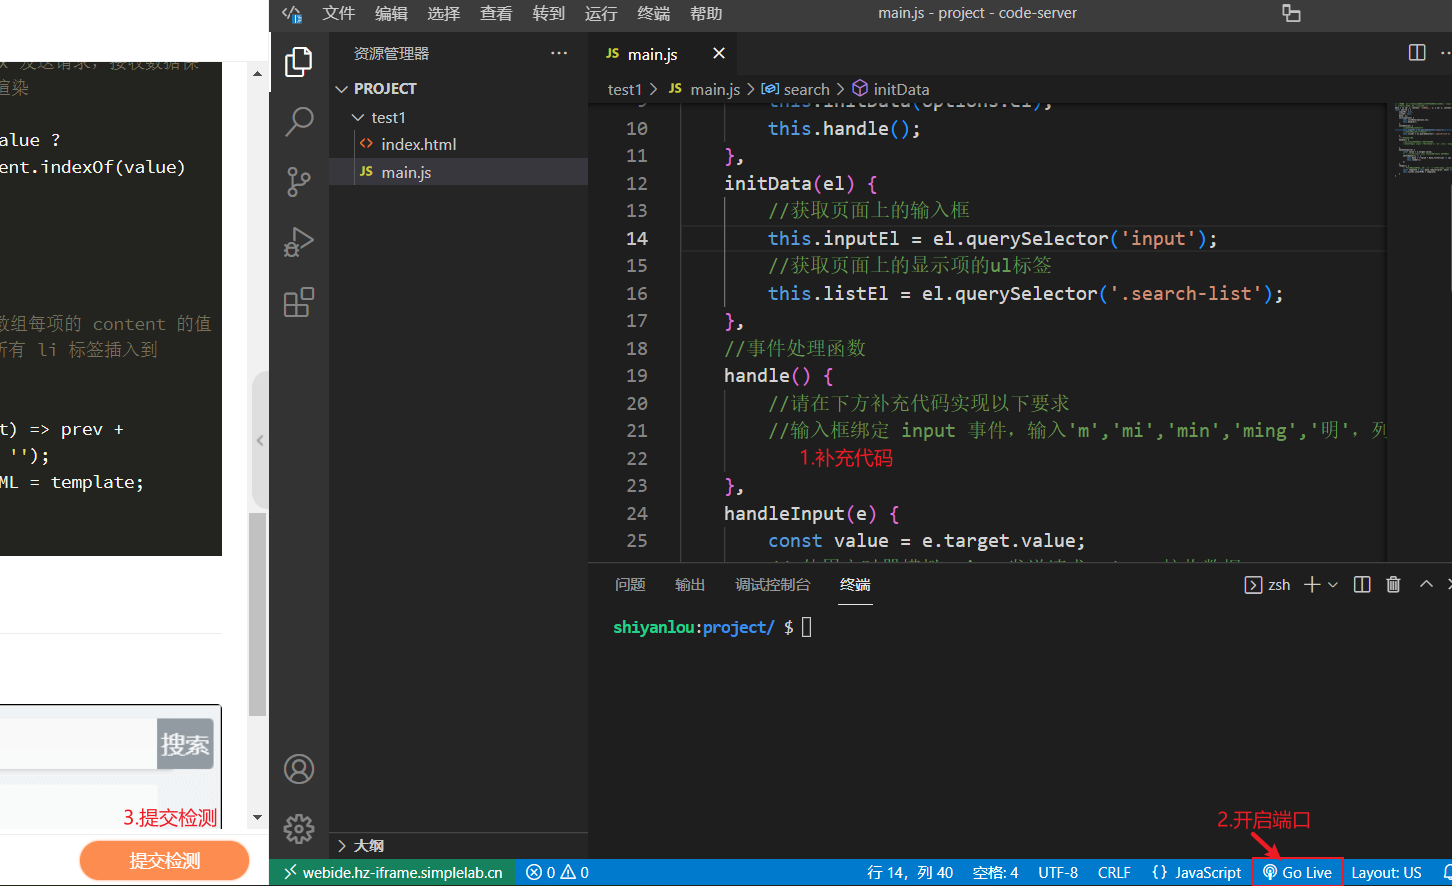 文件 编辑 选择 查看 转到 运行 终端 帮助
main.js - project - code-server
渲染
alue ?
ent.indexOf(value)
数组每项的 content 的值
所有 li 标签插入到
t) => prev +
'');
ML = template;
搜索
3.提交检测
提交检测
资源管理器
PROJECT
test1
index.html
JS main.js
大纲
JS main.js
test1 > JS main.js > search > initData
9 this.initData(options.el);
10 this.handle();
11 },
12 initData(el) {
13 //获取页面上的输入框
14 this.inputEl = el.querySelector('input');
15 //获取页面上的显示项的ul标签
16 this.listEl = el.querySelector('.search-list');
17 },
18 //事件处理函数
19 handle() {
20 //请在下方补充代码实现以下要求
21 //输入框绑定 input 事件，输入'm','mi','min','ming','明'，列
22 1.补充代码
23 },
24 handleInput(e) {
25 const value = e.target.value;
问题 输出 调试控制台 终端
zsh
shiyanlou:project/ $
2.开启端口
webide.hz-iframe.simplelab.cn 0 0 行 14，列 40 空格: 4 UTF-8 CRLF {} JavaScript Go Live Layout: US